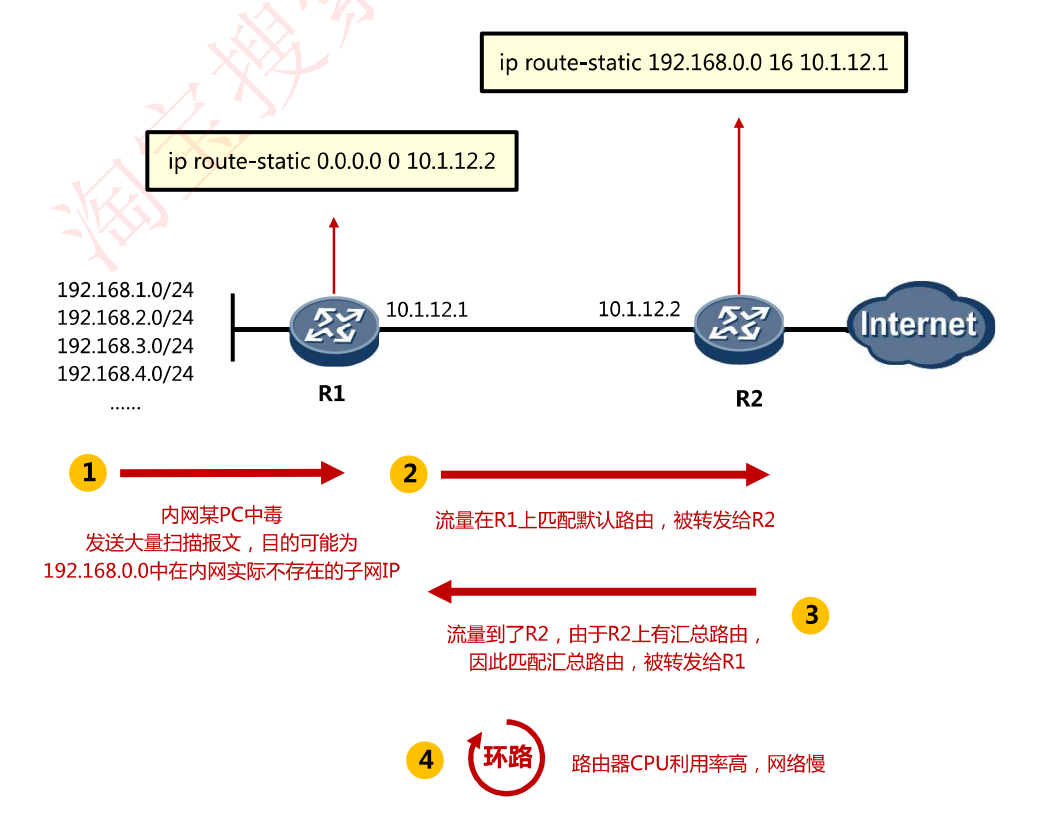 淘宝搜索
ip route-static 192.168.0.0 16 10.1.12.1
ip route-static 0.0.0.0 0 10.1.12.2
192.168.1.0/24
192.168.2.0/24
192.168.3.0/24
192.168.4.0/24
......
10.1.12.1
10.1.12.2
Internet
R1
R2
1
内网某PC中毒
发送大量扫描报文，目的可能为
192.168.0.0中在内网实际不存在的子网IP
2
流量在R1上匹配默认路由，被转发给R2
3
流量到了R2，由于R2上有汇总路由，
因此匹配汇总路由，被转发给R1
4
环路
路由器CPU利用率高，网络慢